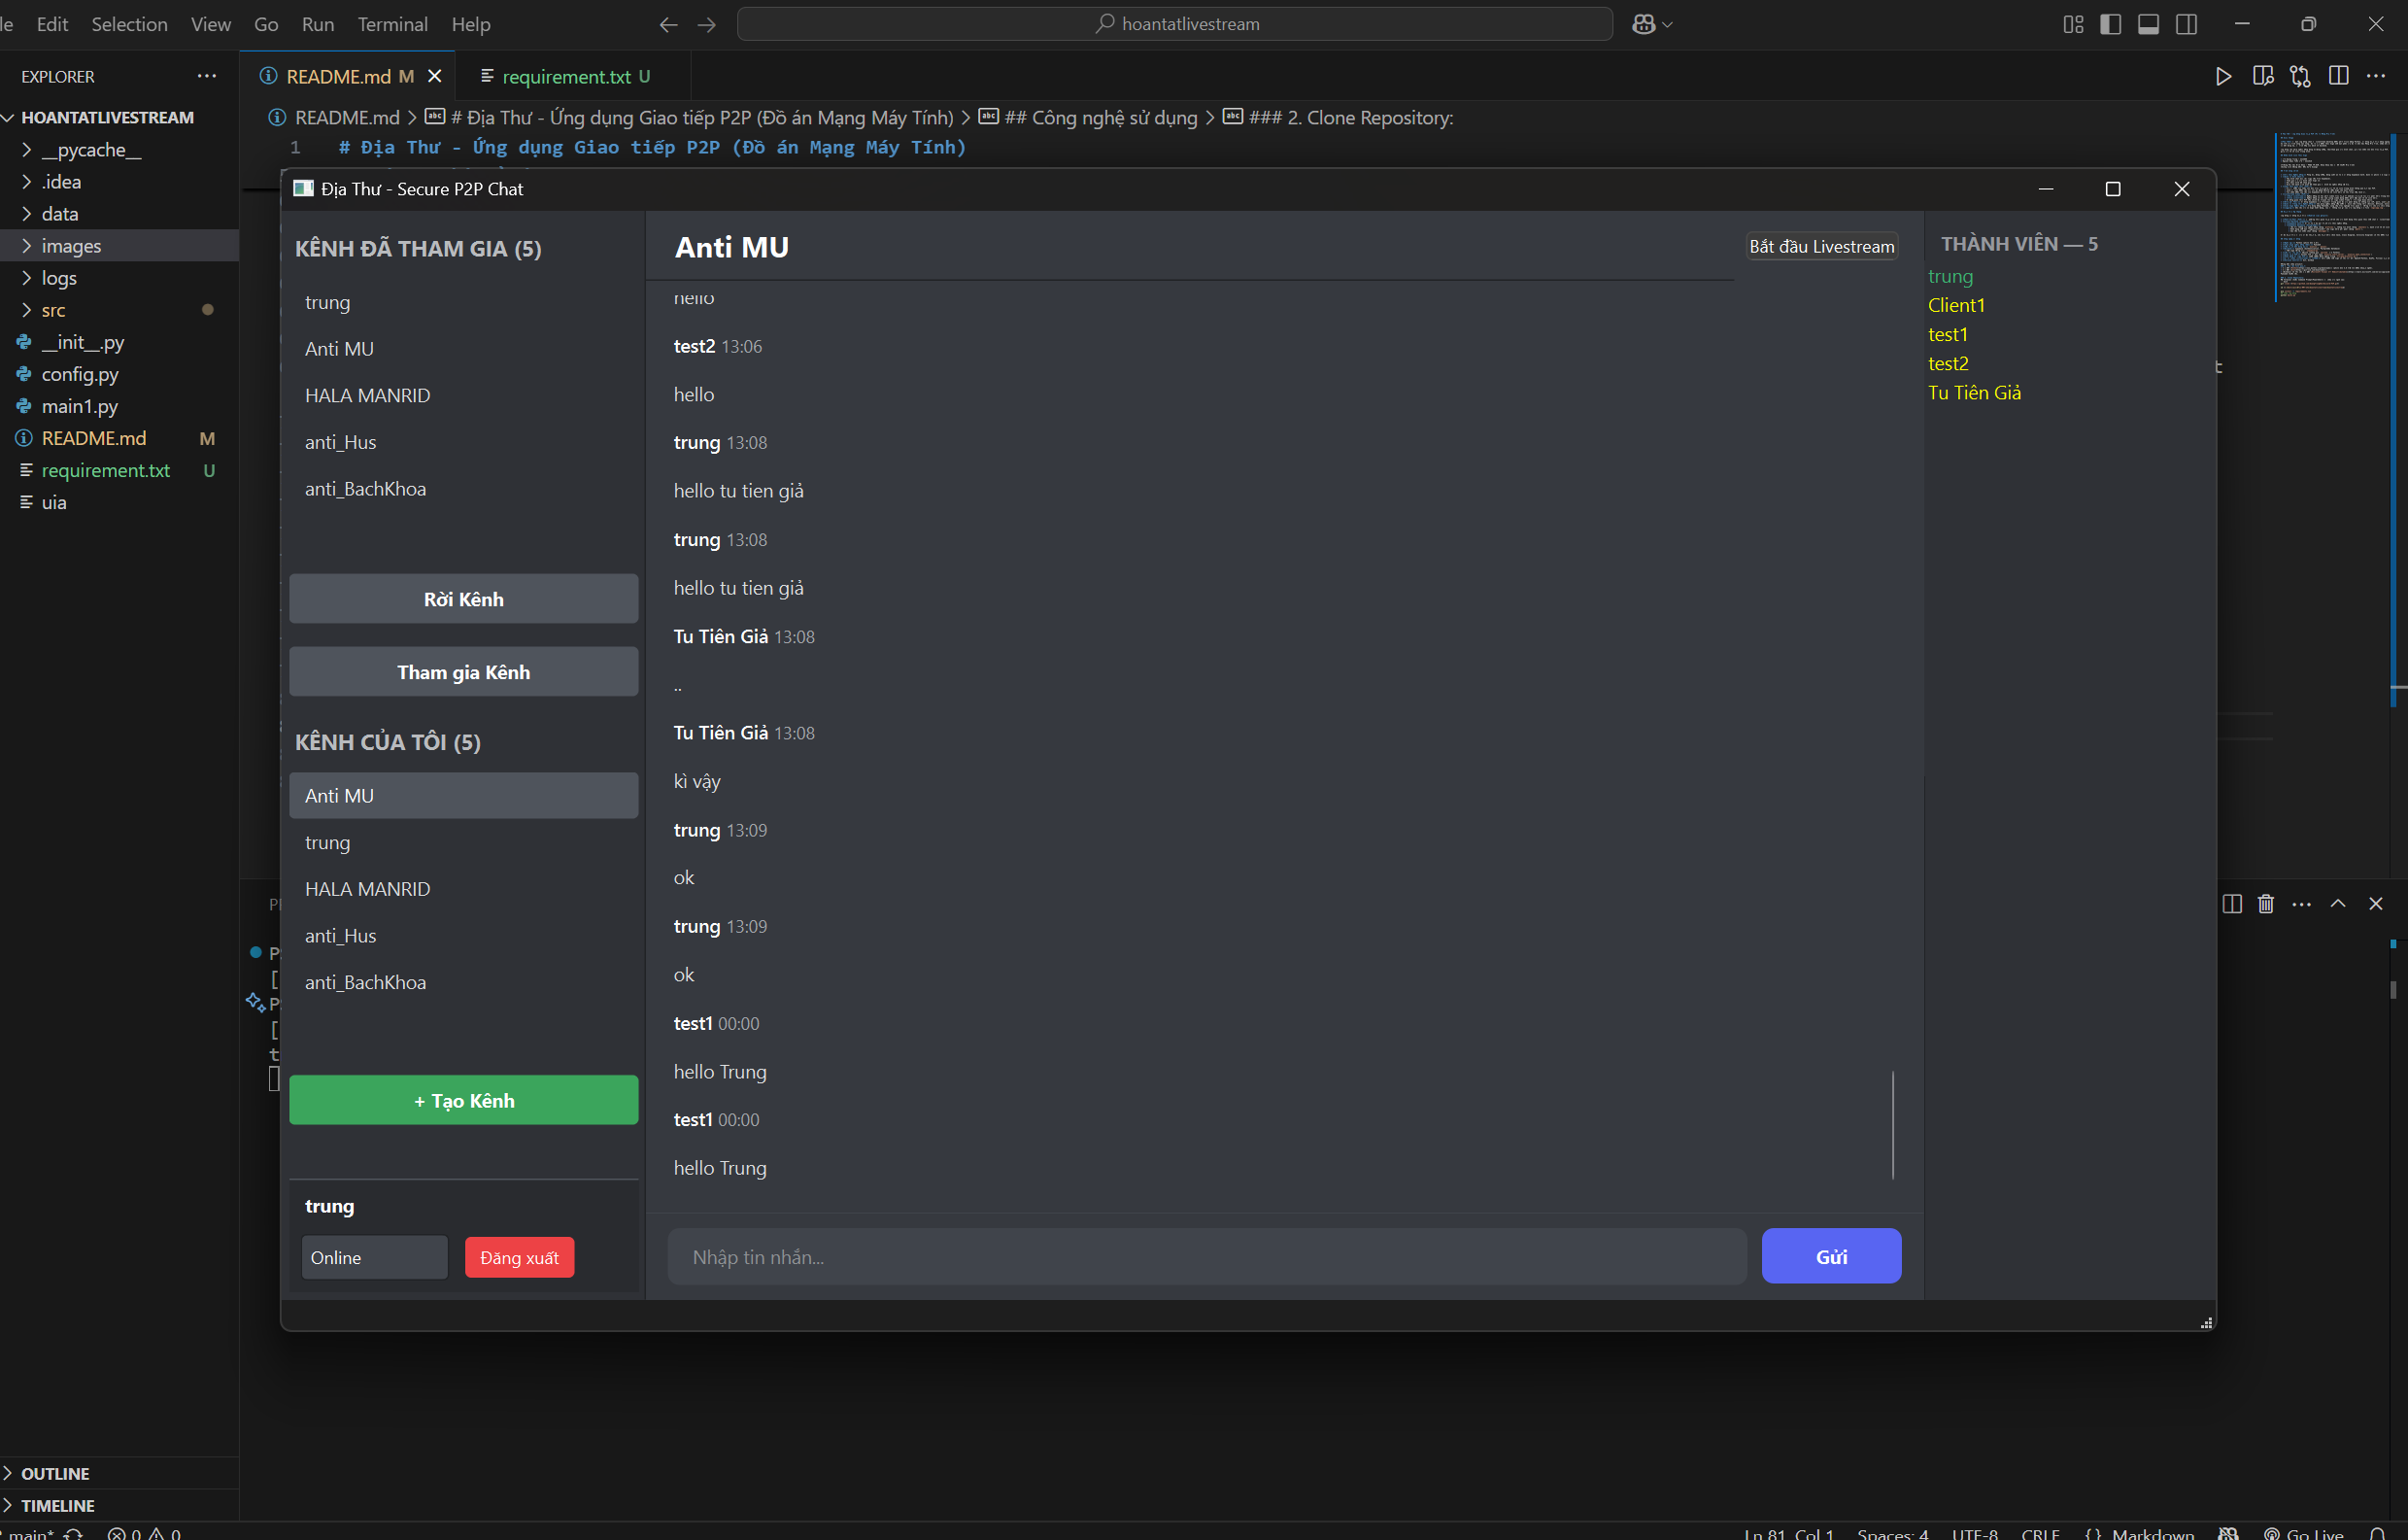 Edit Selection View Go Run Terminal Help
hoantatlivestream
EXPLORER
README.md M
requirement.txt U
HOANTATLIVESTREAM
__pycache__
.idea
data
images
logs
src
__init__.py
config.py
main1.py
README.md M
requirement.txt U
uia
README.md > # Địa Thư - Ứng dụng Giao tiếp P2P (Đồ án Mạng Máy Tính) > ## Công nghệ sử dụng > ### 2. Clone Repository:
1 # Địa Thư - Ứng dụng Giao tiếp P2P (Đồ án Mạng Máy Tính)
Địa Thư - Secure P2P Chat
KÊNH ĐÃ THAM GIA (5)
trung
Anti MU
HALA MANRID
anti_Hus
anti_BachKhoa
Rời Kênh
Tham gia Kênh
KÊNH CỦA TÔI (5)
Anti MU
trung
HALA MANRID
anti_Hus
anti_BachKhoa
+ Tạo Kênh
trung
Online
Đăng xuất
Anti MU
Bắt đầu Livestream
hello
test2 13:06
hello
trung 13:08
hello tu tien giả
trung 13:08
hello tu tien giả
Tu Tiên Giả 13:08
..
Tu Tiên Giả 13:08
kì vậy
trung 13:09
ok
trung 13:09
ok
test1 00:00
hello Trung
test1 00:00
hello Trung
Nhập tin nhắn...
Gửi
THÀNH VIÊN — 5
trung
Client1
test1
test2
Tu Tiên Giả
OUTLINE
TIMELINE
main* 0 0
Ln 81, Col 1 Spaces: 4 UTF-8 CRLF {} Markdown Go Live